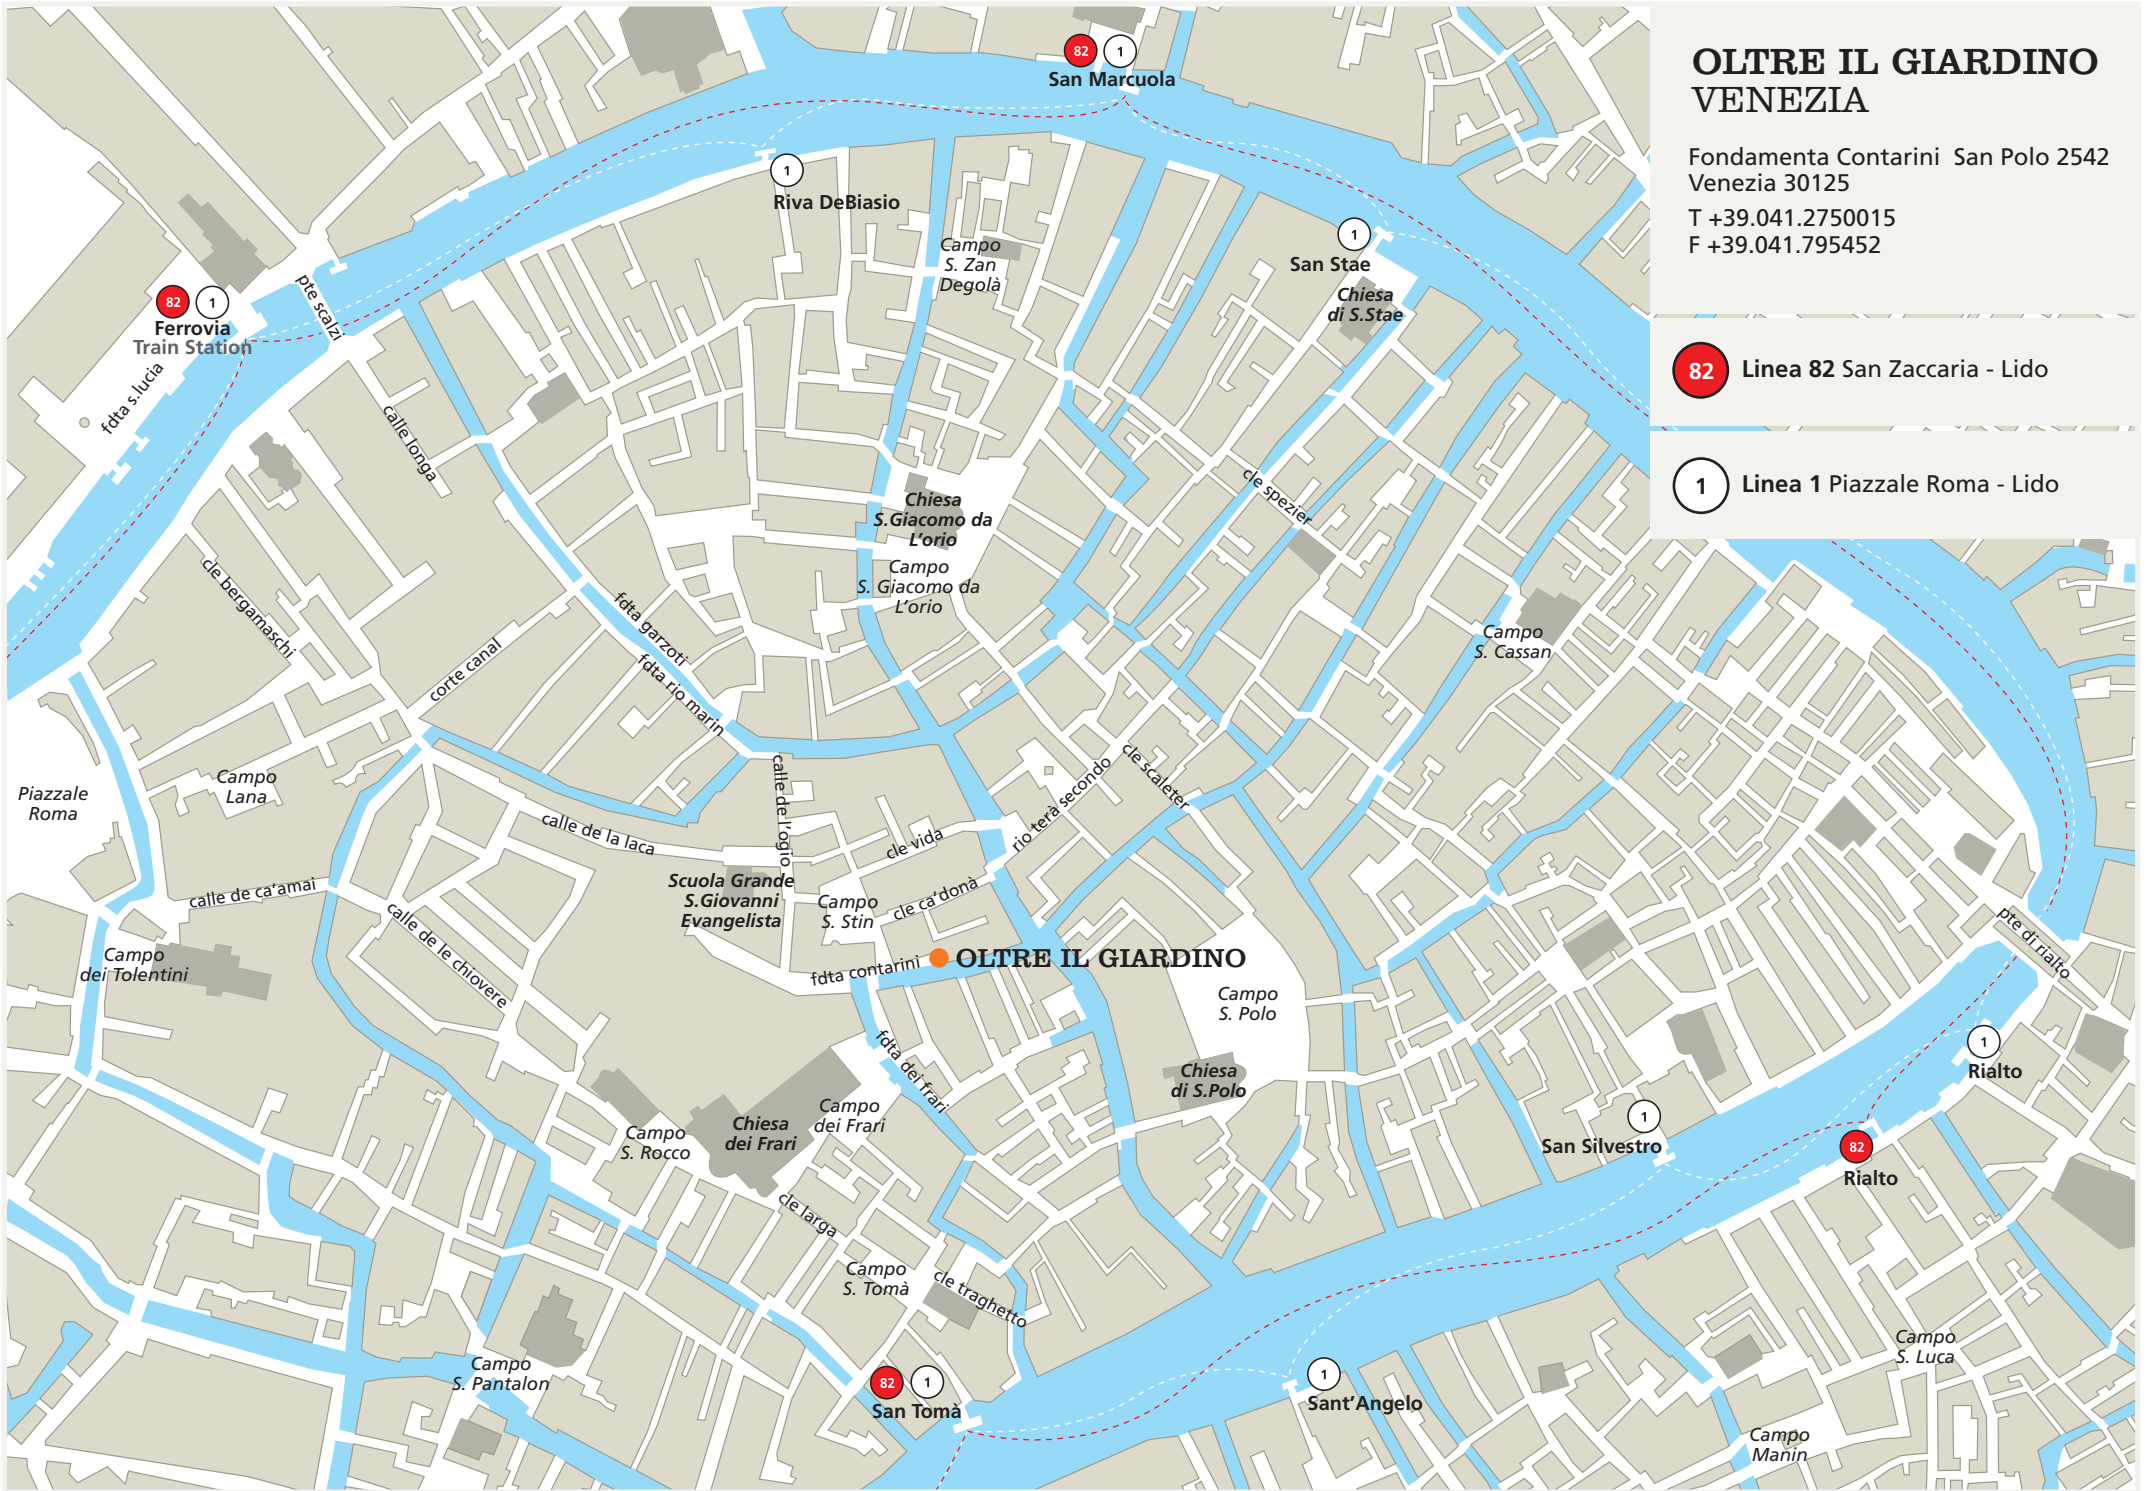 OLTRE IL GIARDINO
VENEZIA
Fondamenta Contarini  San Polo 2542
Venezia 30125
T +39.041.2750015
F +39.041.795452
82
Linea 82 San Zaccaria - Lido
1
Linea 1 Piazzale Roma - Lido
82
1
San Marcuola
1
Riva DeBiasio
Campo
S. Zan
Degolà
1
San Stae
Chiesa
di S.Stae
82
1
Ferrovia
Train Station
pte scalzi
fdta s.lucia
calle longa
Chiesa
S.Giacomo da
L'orio
Campo
S. Giacomo da
L'orio
cle spezier
cle bergamaschi
fdta garzoti
fdta rio marin
corte canal
Campo
S. Cassan
Piazzale
Roma
Campo
Lana
calle de l'ogio
cle scaleter
rio terà secondo
calle de la laca
cle vida
calle de ca'amai
Scuola Grande
S.Giovanni
Evangelista
Campo
S. Stin
cle ca'donà
calle de le chiovere
Campo
dei Tolentini
fdta contarini
OLTRE IL GIARDINO
pte di rialto
Campo
S. Polo
fdta dei frari
1
Rialto
Chiesa
di S.Polo
Campo
dei Frari
Chiesa
dei Frari
Campo
S. Rocco
1
San Silvestro
82
Rialto
cle larga
Campo
S. Tomà
cle traghetto
Campo
S. Pantalon
82
1
San Tomà
1
Sant'Angelo
Campo
S. Luca
Campo
Manin